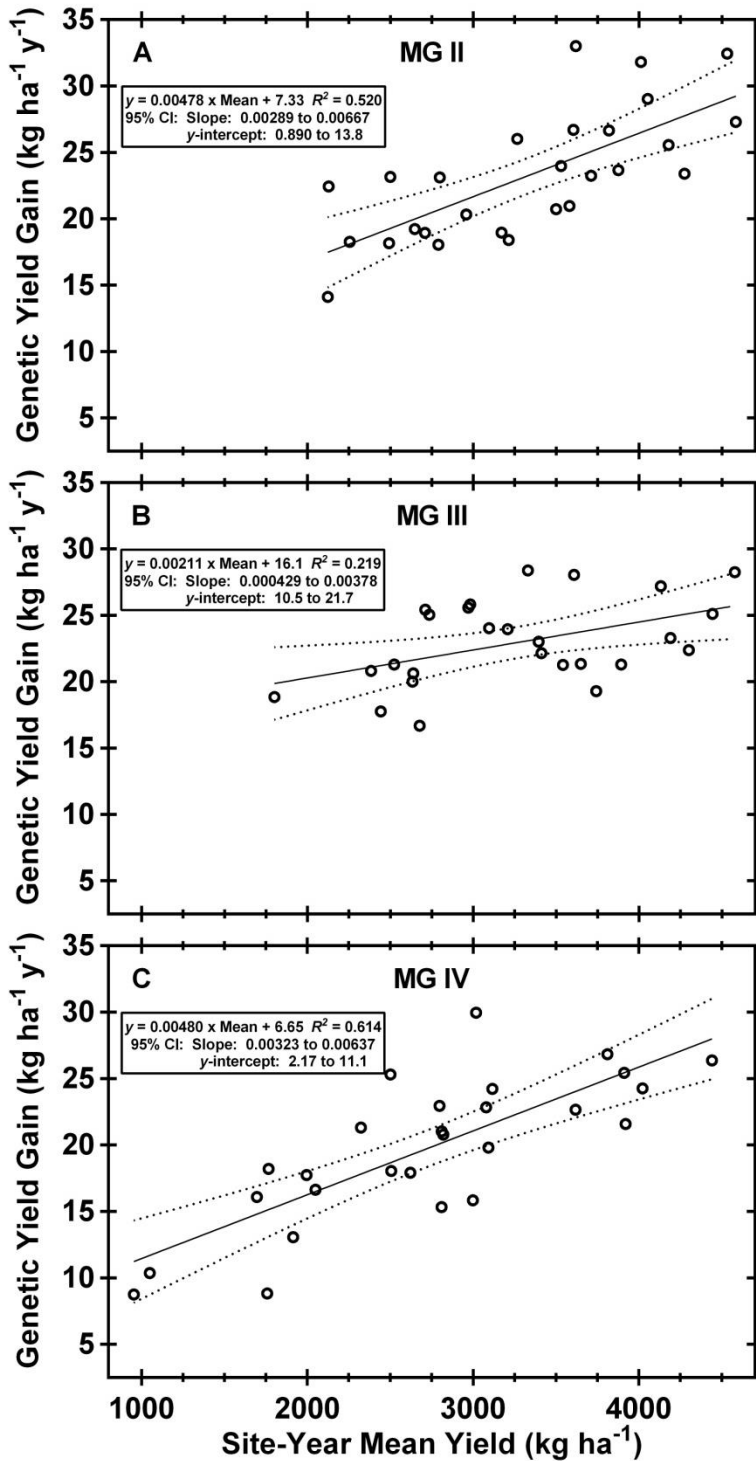 A
MG II
y = 0.00478 x Mean + 7.33 R² = 0.520
95% CI: Slope: 0.00289 to 0.00667
y-intercept: 0.890 to 13.8
35
30
25
20
15
10
5
Genetic Yield Gain (kg ha⁻¹ y⁻¹)
B
MG III
y = 0.00211 x Mean + 16.1 R² = 0.219
95% CI: Slope: 0.000429 to 0.00378
y-intercept: 10.5 to 21.7
35
30
25
20
15
10
5
Genetic Yield Gain (kg ha⁻¹ y⁻¹)
C
MG IV
y = 0.00480 x Mean + 6.65 R² = 0.614
95% CI: Slope: 0.00323 to 0.00637
y-intercept: 2.17 to 11.1
35
30
25
20
15
10
5
Genetic Yield Gain (kg ha⁻¹ y⁻¹)
1000 2000 3000 4000
Site-Year Mean Yield (kg ha⁻¹)